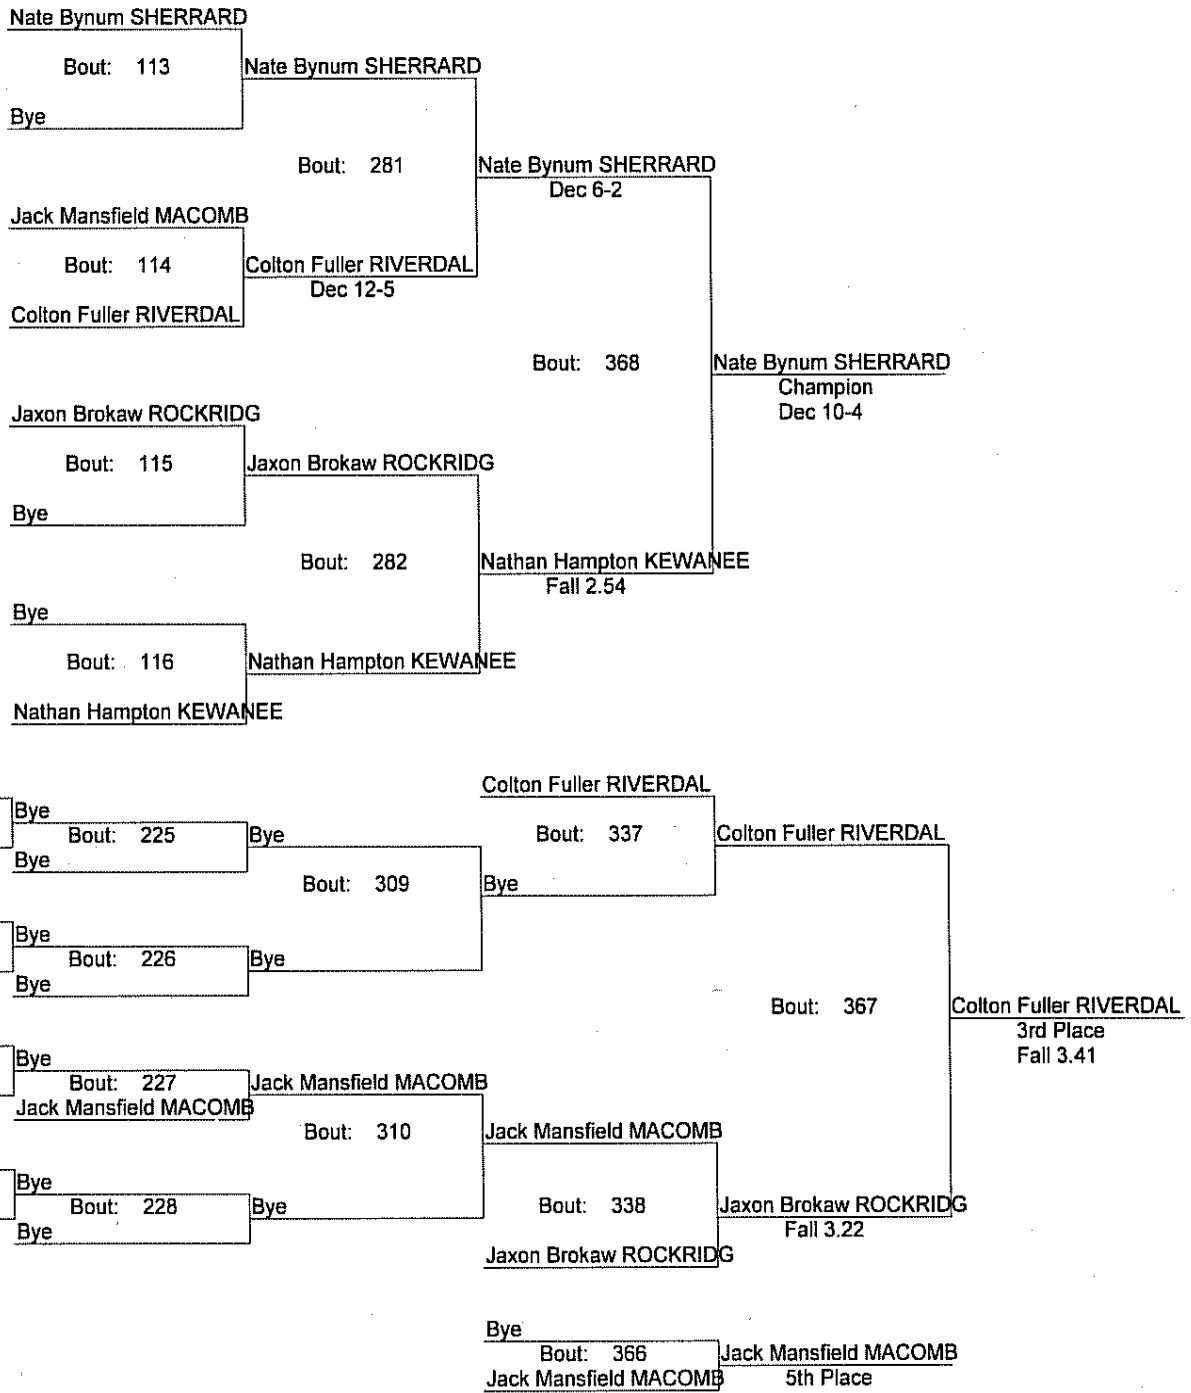 Nate Bynum SHERRARD
Bout: 113
Nate Bynum SHERRARD
Bye
Bout: 281
Nate Bynum SHERRARD
Dec 6-2
Jack Mansfield MACOMB
Bout: 114
Colton Fuller RIVERDAL
Dec 12-5
Colton Fuller RIVERDAL
Bout: 368
Nate Bynum SHERRARD
Champion
Dec 10-4
Jaxon Brokaw ROCKRIDG
Bout: 115
Jaxon Brokaw ROCKRIDG
Bye
Bout: 282
Nathan Hampton KEWANEE
Fall 2.54
Bye
Bout: 116
Nathan Hampton KEWANEE
Nathan Hampton KEWANEE
Colton Fuller RIVERDAL
Bye
Bout: 225
Bye
Bout: 337
Colton Fuller RIVERDAL
Bye
Bout: 309
Bye
Bye
Bout: 226
Bye
Bye
Bout: 367
Colton Fuller RIVERDAL
3rd Place
Fall 3.41
Bye
Bout: 227
Jack Mansfield MACOMB
Jack Mansfield MACOMB
Bout: 310
Jack Mansfield MACOMB
Bye
Bout: 228
Bye
Bout: 338
Jaxon Brokaw ROCKRIDG
Fall 3.22
Bye
Jaxon Brokaw ROCKRIDG
Bye
Bout: 366
Jack Mansfield MACOMB
Jack Mansfield MACOMB
5th Place